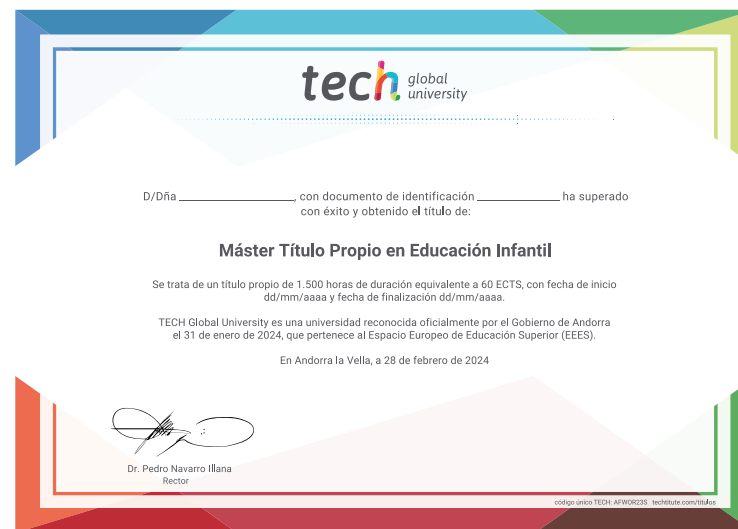 tech global university
D/Dña ____________________, con documento de identificación ______________ ha superado
con éxito y obtenido el título de:
Máster Título Propio en Educación Infantil
Se trata de un título propio de 1.500 horas de duración equivalente a 60 ECTS, con fecha de inicio
dd/mm/aaaa y fecha de finalización dd/mm/aaaa.
TECH Global University es una universidad reconocida oficialmente por el Gobierno de Andorra
el 31 de enero de 2024, que pertenece al Espacio Europeo de Educación Superior (EEES).
En Andorra la Vella, a 28 de febrero de 2024
Dr. Pedro Navarro Illana
Rector
código único TECH: AFWOR23S techtitute.com/titulos